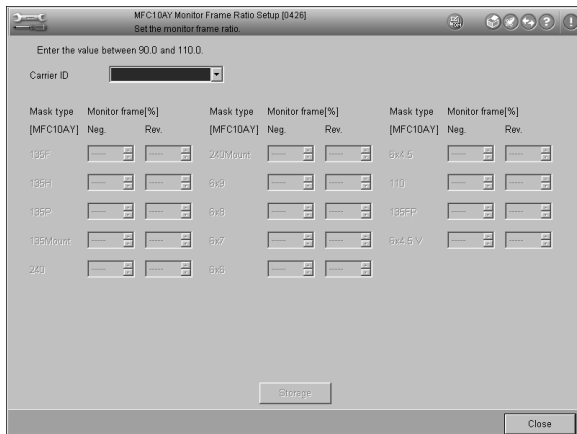 MFC10AY Monitor Frame Ratio Setup [0426]
Set the monitor frame ratio.
Enter the value between 90.0 and 110.0.
Carrier ID
Mask type Monitor frame[%] Mask type Monitor frame[%] Mask type Monitor frame[%]
[MFC10AY] Neg. Rev. [MFC10AY] Neg. Rev. [MFC10AY] Neg. Rev.
135F ----- ----- 240Mount ----- ----- 6x4.5 ----- -----
135H ----- ----- 6x9 ----- ----- 110 ----- -----
135P ----- ----- 6x8 ----- ----- 135FP ----- -----
135Mount ----- ----- 6x7 ----- ----- 6x4.5 V ----- -----
240 ----- ----- 6x6 ----- -----
Storage
Close